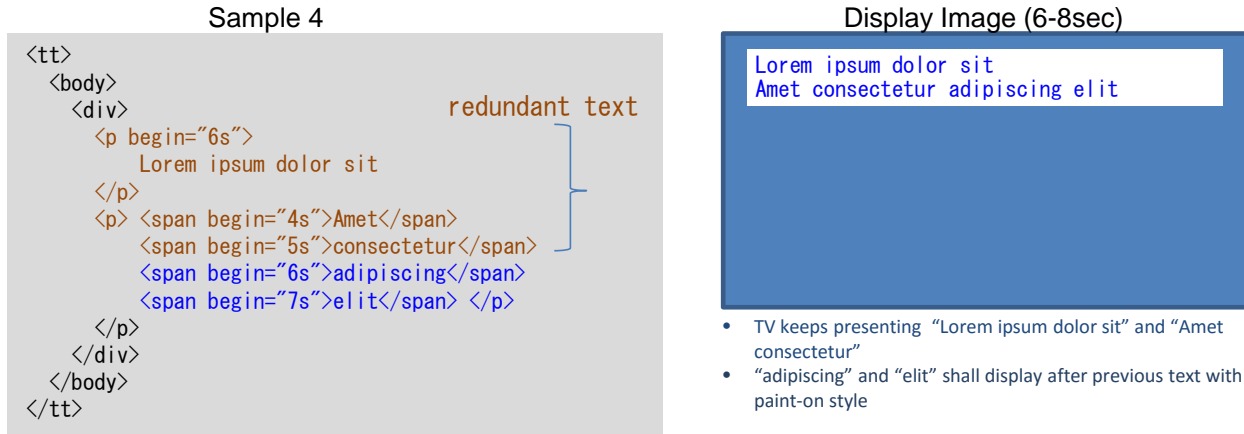 Sample 4
<tt>
<body>
<div>
redundant text
<p begin="6s”>
Lorem ipsum dolor sit
</p>
<p> <span begin=”4s”>Amet</span>
<span begin=”5s”>consectetur</span>
<span begin=”6s”>adipiscing</span>
<span begin=”7s”>elit</span> </p>
</p>
</div>
</body>
</tt>
Display Image (6-8sec)
Lorem ipsum dolor sit
Amet consectetur adipiscing elit
• TV keeps presenting “Lorem ipsum dolor sit” and “Amet
consectetur”
• “adipiscing” and “elit” shall display after previous text with
paint-on style